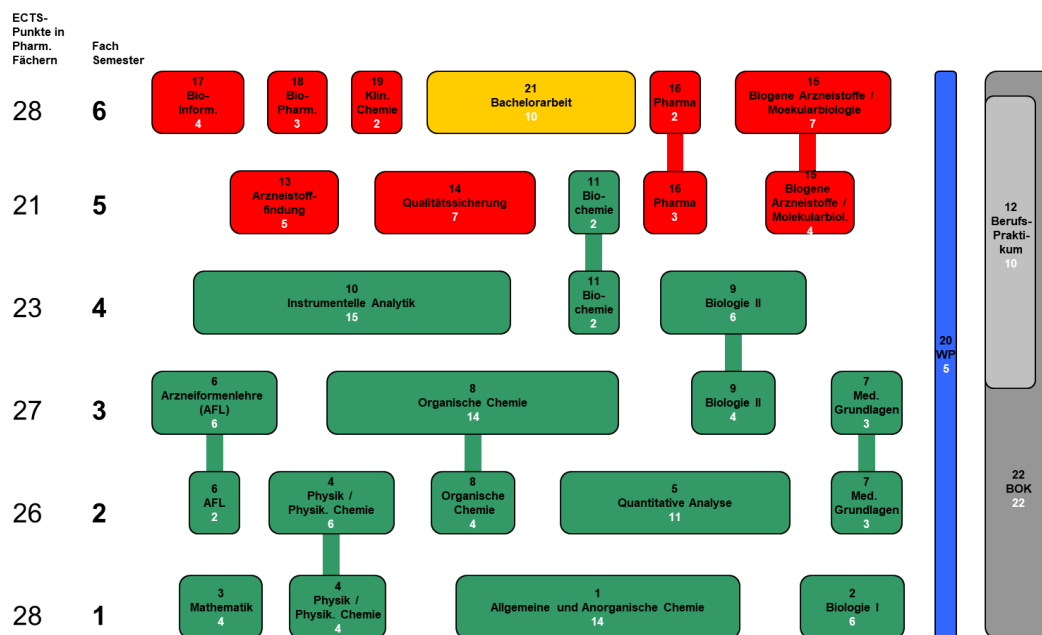 ECTS-
Punkte in
Pharm.
Fächern
Fach
Semester
28
6
17
Bio-
Inform.
4
18
Bio-
Pharm.
3
19
Klin.
Chemie
2
21
Bachelorarbeit
10
16
Pharma
2
15
Biogene Arzneistoffe /
Moekularbiologie
7
21
5
13
Arzneistoff-
findung
5
14
Qualitätssicherung
7
11
Bio-
chemie
2
16
Pharma
3
15
Biogene
Arzneistoffe /
Molekularbiol.
4
12
Berufs-
Prakti-
kum
10
23
4
10
Instrumentelle Analytik
15
11
Bio-
chemie
2
9
Biologie II
6
20
WP
5
27
3
6
Arzneiformenlehre
(AFL)
6
8
Organische Chemie
14
9
Biologie II
4
7
Med.
Grundlagen
3
26
2
6
AFL
2
4
Physik /
Physik. Chemie
6
8
Organische
Chemie
4
5
Quantitative Analyse
11
7
Med.
Grundlagen
3
22
BOK
22
28
1
3
Mathematik
4
4
Physik /
Physik. Chemie
4
1
Allgemeine und Anorganische Chemie
14
2
Biologie I
6